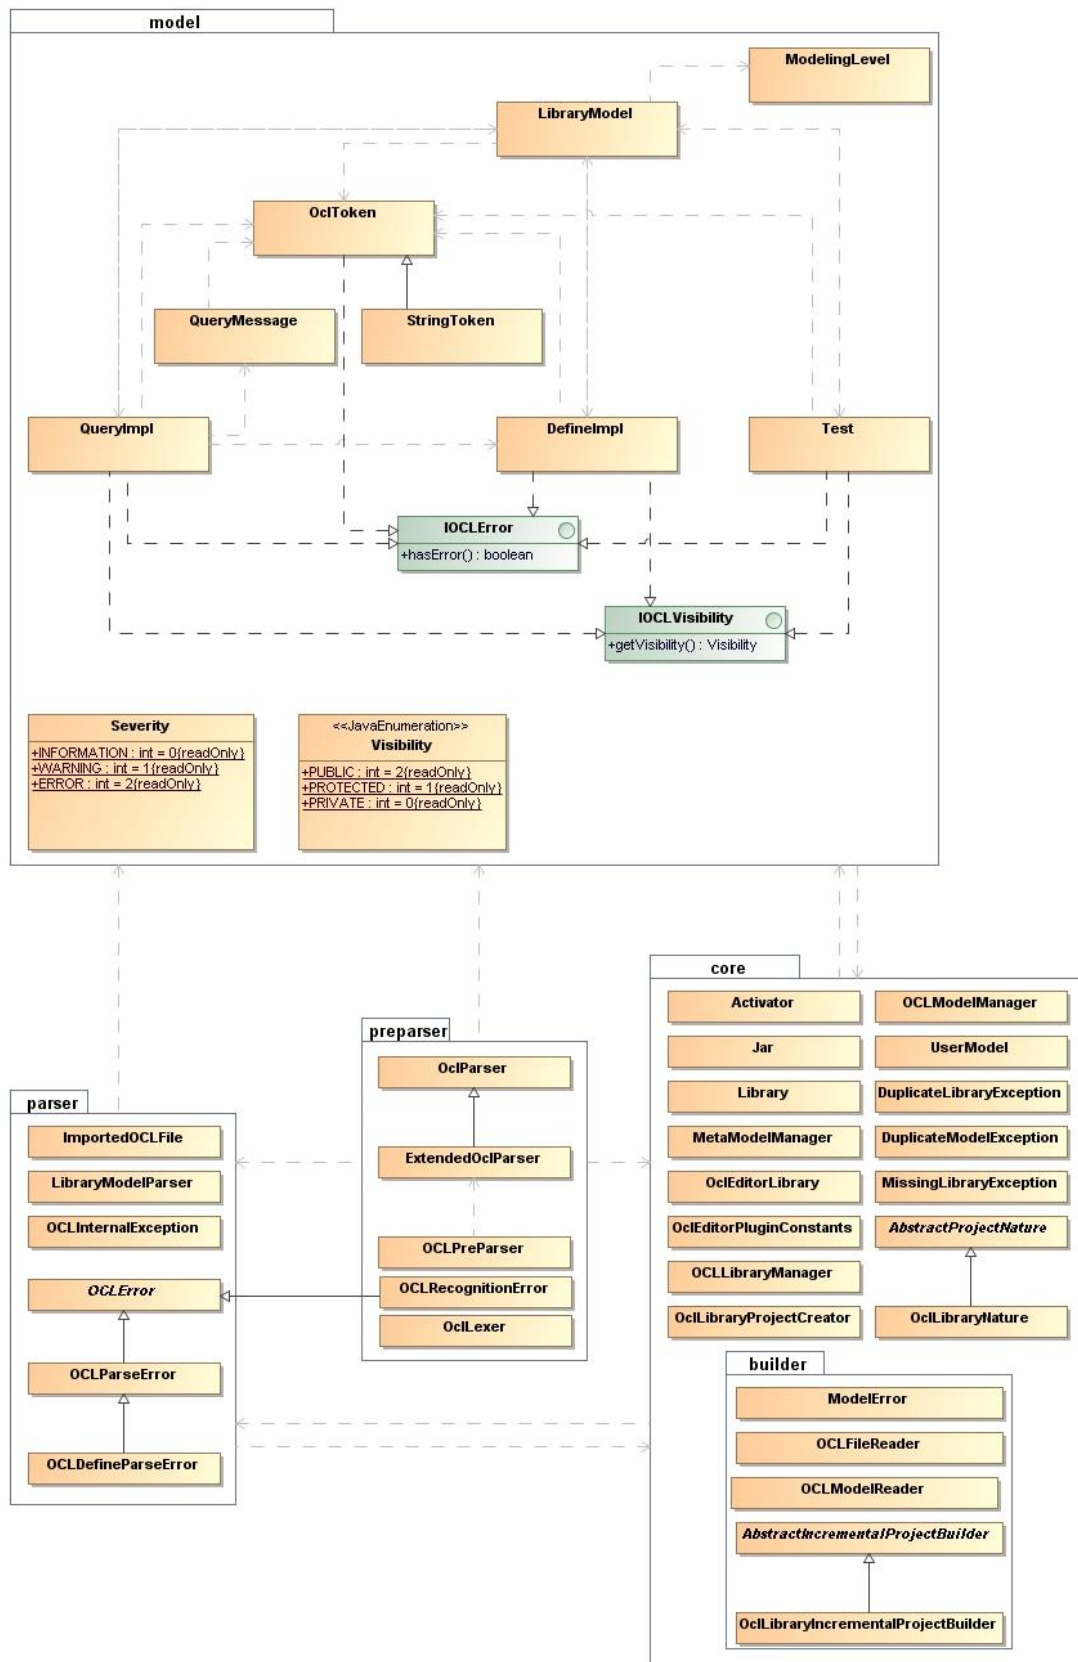 model
ModelingLevel
LibraryModel
OclToken
QueryMessage
StringToken
QueryImpl
DefineImpl
Test
IOCLError
+hasError() : boolean
IOCLVisibility
+getVisibility() : Visibility
Severity
+INFORMATION : int = 0{readOnly}
+WARNING : int = 1{readOnly}
+ERROR : int = 2{readOnly}
<<JavaEnumeration>>
Visibility
+PUBLIC : int = 2{readOnly}
+PROTECTED : int = 1{readOnly}
+PRIVATE : int = 0{readOnly}
parser
ImportedOCLFile
LibraryModelParser
OCLInternalException
OCLError
OCLParseError
OCLDefineParseError
preparser
OclParser
ExtendedOclParser
OCLPreParser
OCLRecognitionError
OclLexer
core
Activator
Jar
Library
MetaModelManager
OclEditorLibrary
OclEditorPluginConstants
OCLLibraryManager
OclLibraryProjectCreator
OCLModelManager
UserModel
DuplicateLibraryException
DuplicateModelException
MissingLibraryException
AbstractProjectNature
OclLibraryNature
builder
ModelError
OCLFileReader
OCLModelReader
AbstractIncrementalProjectBuilder
OclLibraryIncrementalProjectBuilder